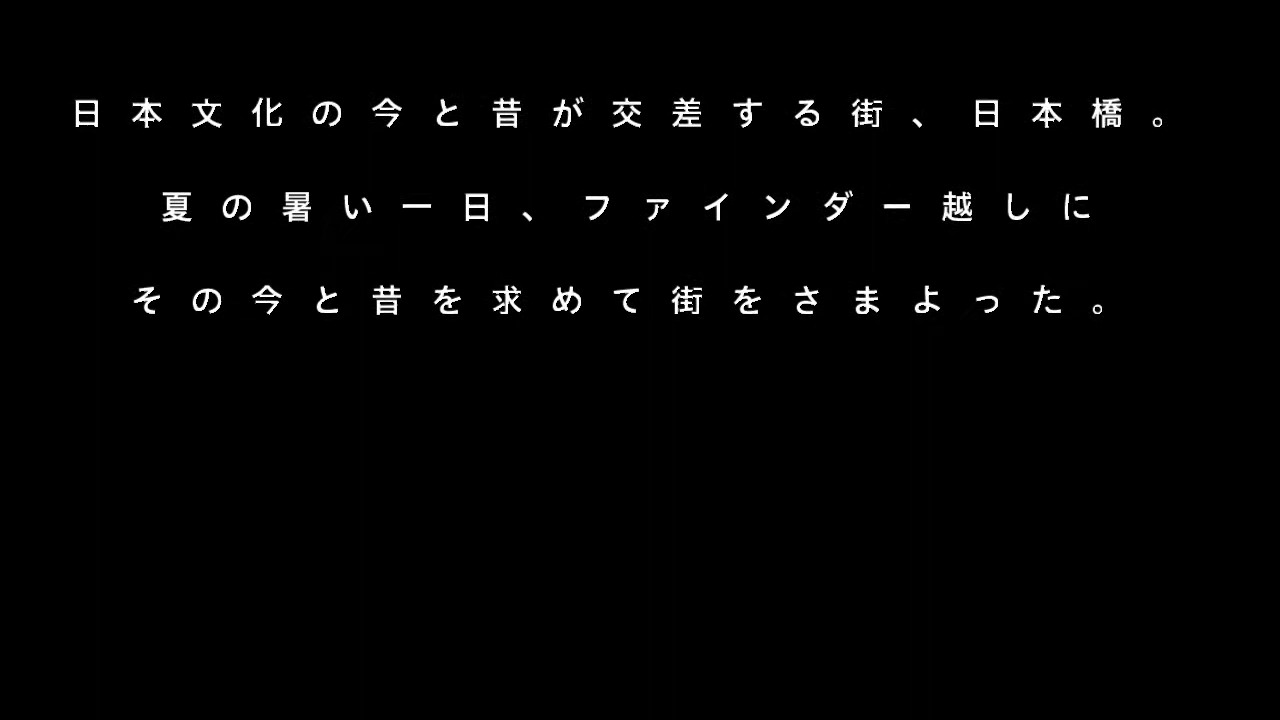 日本文化の今と昔が交差する街、日本橋。
夏の暑い一日、ファインダー越しに
その今と昔を求めて街をさまよった。